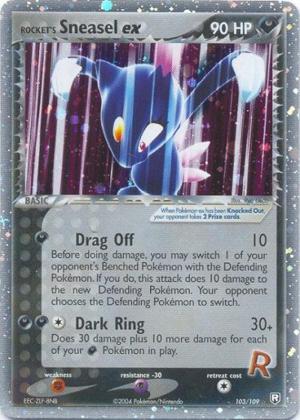 ROCKET'S Sneasel ex 90 HP
BASIC
When Pokémon-ex has been Knocked Out,
your opponent takes 2 Prize cards.
Drag Off 10
Before doing damage, you may switch 1 of
your opponent's Benched Pokémon with the
Defending Pokémon. If you do, this attack does 10 damage
to the new Defending Pokémon. Your opponent
chooses the Defending Pokémon to switch.
Dark Ring 30+
Does 30 damage plus 10 more damage for
each in play.
R
weakness resistance -30 retreat cost
EEC-ZLF-8NB ©2004 Pokémon/Nintendo 103/109 R